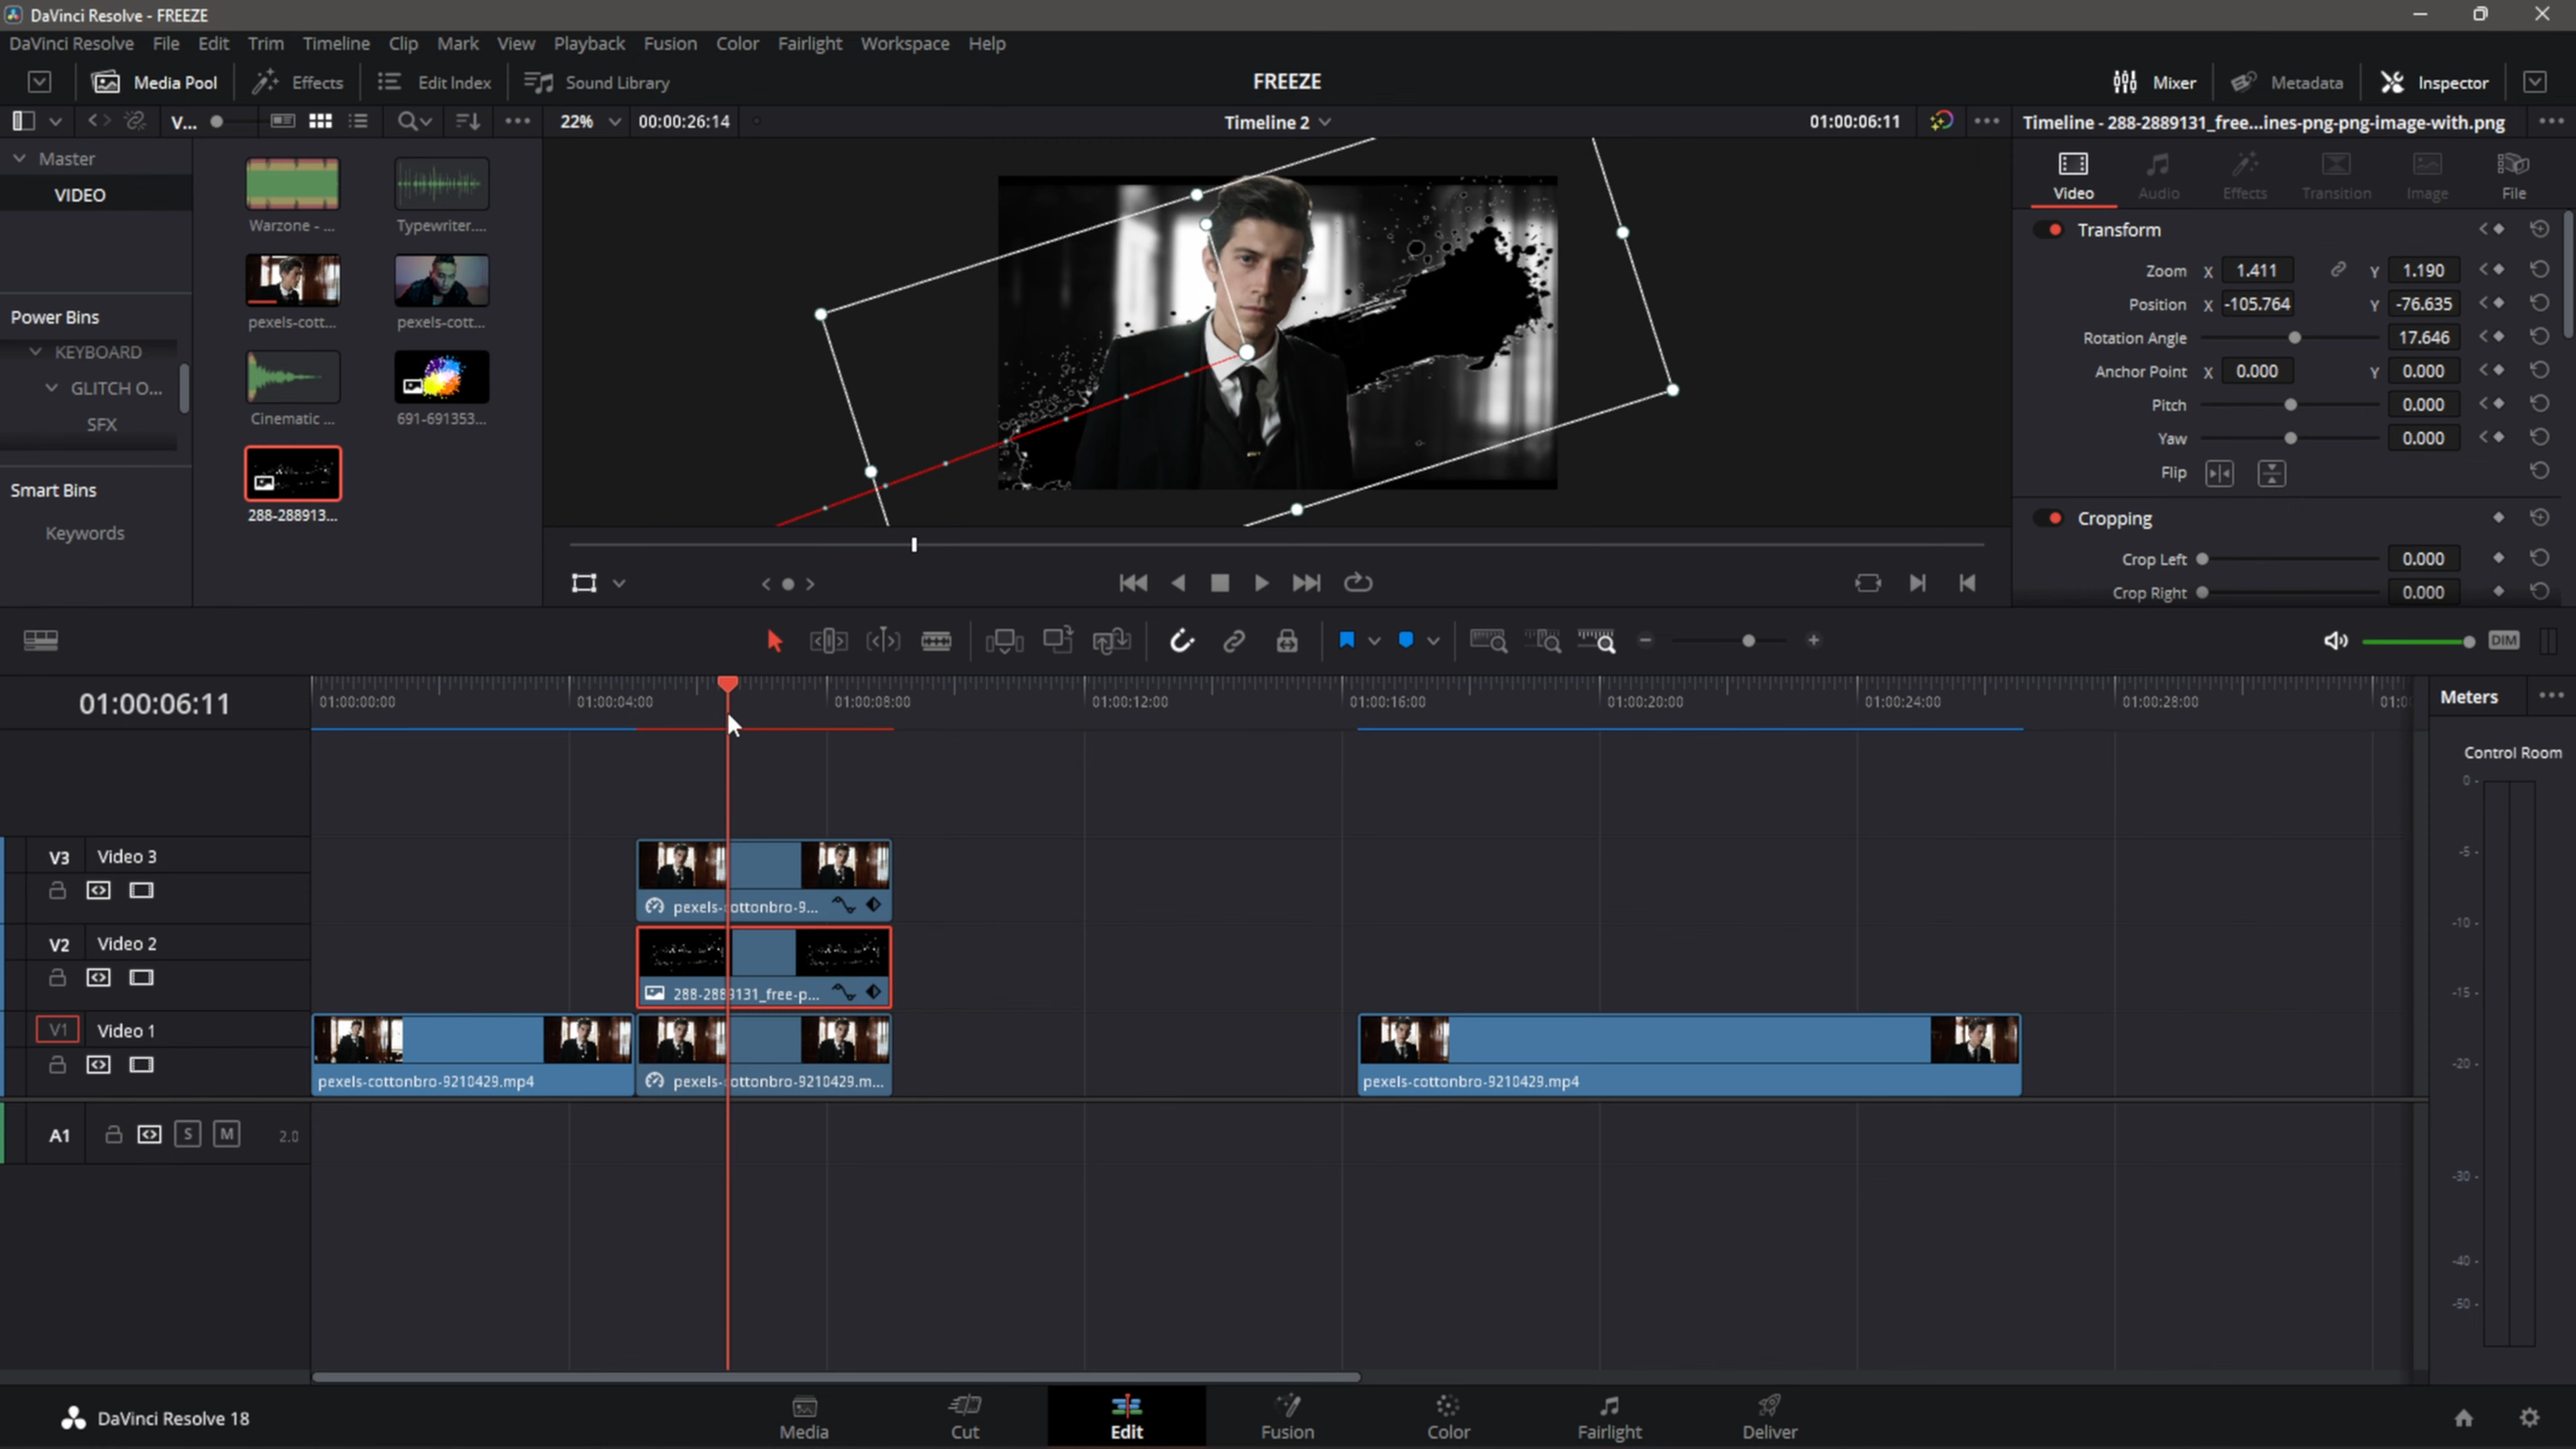 DaVinci Resolve - FREEZE
DaVinci Resolve File Edit Trim Timeline Clip Mark View Playback Fusion Color Fairlight Workspace Help
Media Pool Effects Edit Index Sound Library FREEZE Mixer Metadata Inspector
V... 22% 00:00:26:14 Timeline 2 01:00:06:11 Timeline - 288-2889131_free...ines-png-png-image-with.png
Master
VIDEO
Power Bins
KEYBOARD
GLITCH O...
SFX
Smart Bins
Keywords
Warzone - ... Typewriter....
pexels-cott... pexels-cott...
Cinematic ... 691-691353...
288-288913...
Video Audio Effects Transition Image File
Transform
Zoom X 1.411 Y 1.190
Position X -105.764 Y -76.635
Rotation Angle 17.646
Anchor Point X 0.000 Y 0.000
Pitch 0.000
Yaw 0.000
Flip
Cropping
Crop Left 0.000
Crop Right 0.000
DIM
01:00:06:11
01:00:00:00 01:00:04:00 01:00:08:00 01:00:12:00 01:00:16:00 01:00:20:00 01:00:24:00 01:00:28:00
Meters
Control Room
0 -
-5 -
-10 -
-15 -
-20 -
-30 -
-40 -
-50 -
V3 Video 3
pexels-cottonbro-9...
V2 Video 2
288-2889131_free-p...
V1 Video 1
pexels-cottonbro-9210429.mp4 pexels-cottonbro-9210429.m... pexels-cottonbro-9210429.mp4
A1 S M 2.0
DaVinci Resolve 18
Media Cut Edit Fusion Color Fairlight Deliver